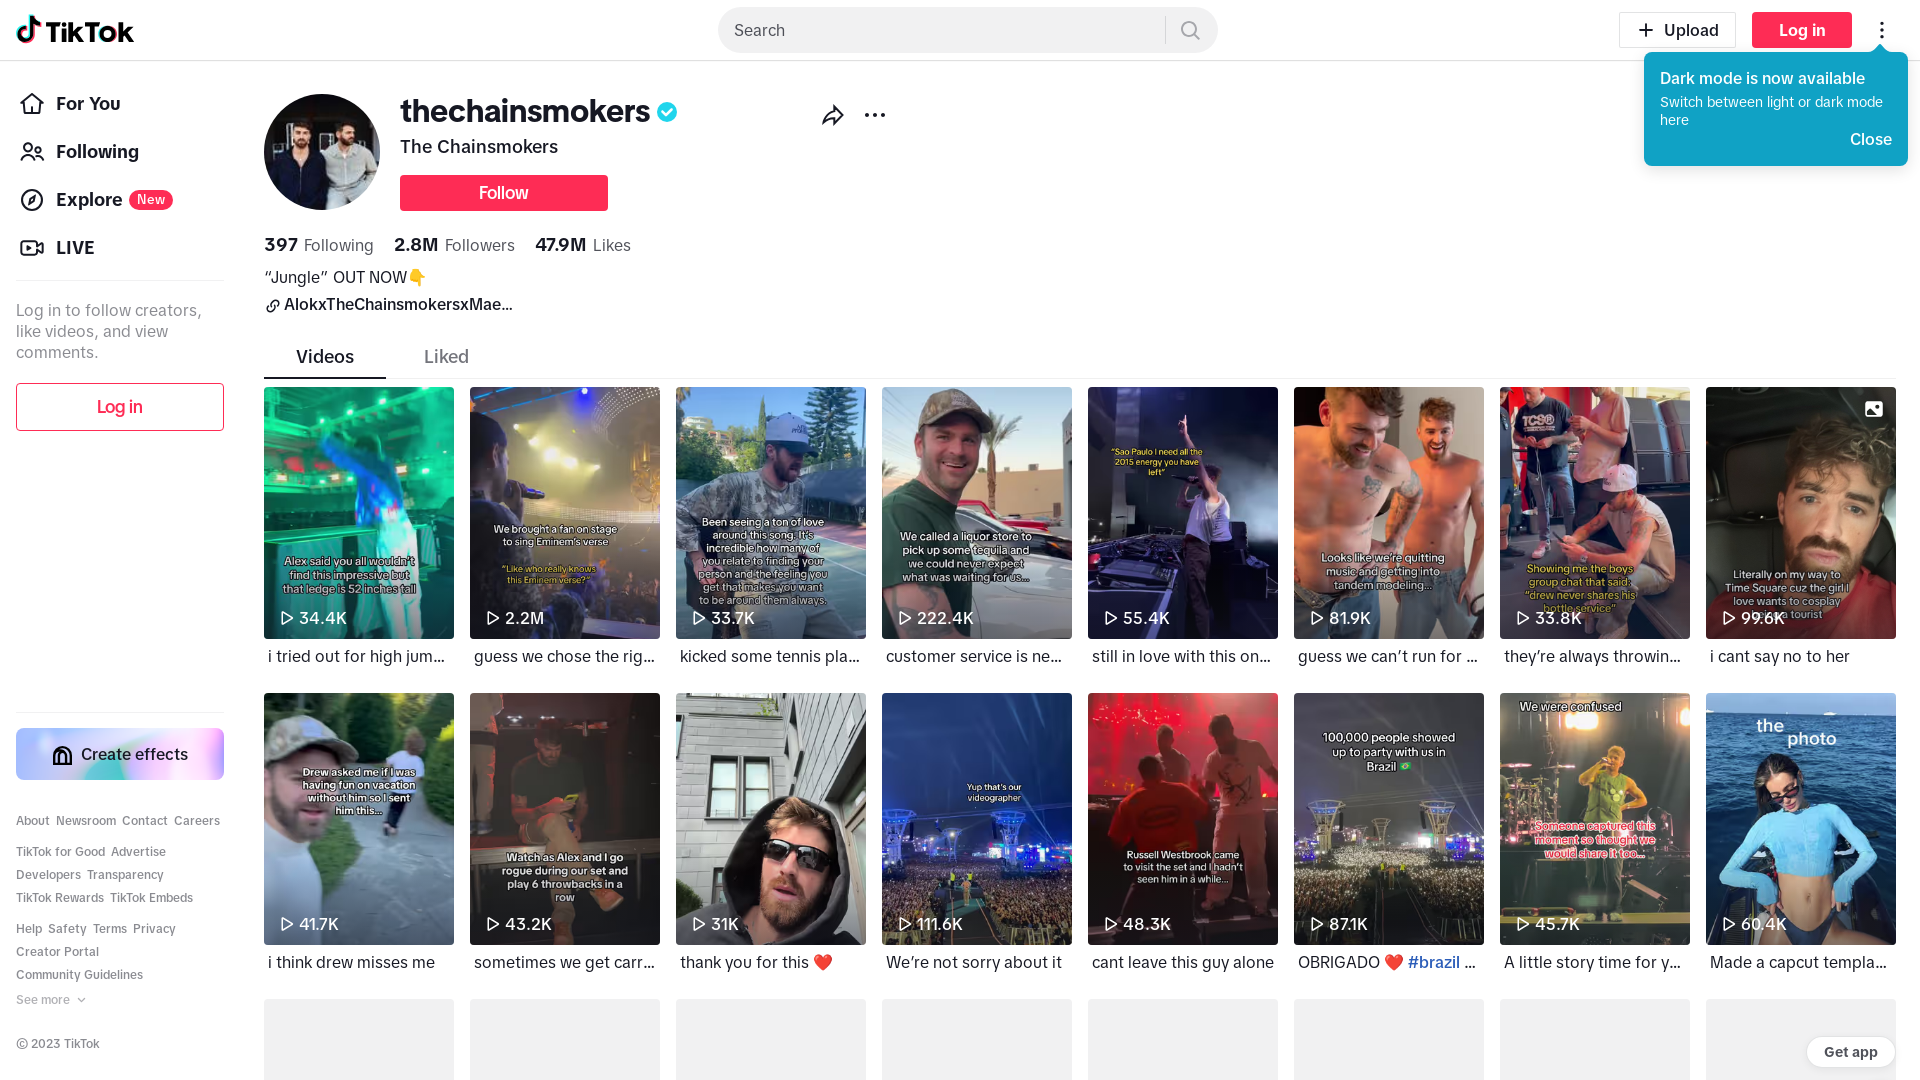 TikTok
Search
Upload
Log in
Dark mode is now available
Switch between light or dark mode
here
Close
For You
Following
Explore New
LIVE
Log in to follow creators,
like videos, and view
comments.
Log in
Create effects
About Newsroom Contact Careers
TikTok for Good Advertise
Developers Transparency
TikTok Rewards TikTok Embeds
Help Safety Terms Privacy
Creator Portal
Community Guidelines
See more
© 2023 TikTok
thechainsmokers
The Chainsmokers
Follow
397 Following 2.8M Followers 47.9M Likes
“Jungle” OUT NOW👇
AlokxTheChainsmokersxMae...
Videos
Liked
Alex said you all wouldn't
find this impressive but
that ledge is 52 inches tall
34.4K
i tried out for high jum...
We brought a fan on stage
to sing Eminem's verse
"Like who really knows
this Eminem verse?"
2.2M
guess we chose the rig...
Been seeing a ton of love
around this song. It's
incredible how many of
you relate to finding your
person and the feeling you
get that makes you want
to be around them always.
33.7K
kicked some tennis pla...
We called a liquor store to
pick up some tequila and
we could never expect
what was waiting for us...
222.4K
customer service is ne...
"Sao Paulo I need all the
2015 energy you have
left"
55.4K
still in love with this on...
Looks like we're quitting
music and getting into
tandem modeling...
81.9K
guess we can’t run for ...
TCS®
Showing me the boys
group chat that said:
"drew never shares his
bottle service"
33.8K
they’re always throwin...
Literally on my way to
Time Square cuz the girl I
love wants to cosplay
being a tourist
99.6K
i cant say no to her
Drew asked me if I was
having fun on vacation
without him so I sent
him this...
41.7K
i think drew misses me
Watch as Alex and I go
rogue during our set and
play 6 throwbacks in a
row
43.2K
sometimes we get carr...
31K
thank you for this ❤️
Yup that's our
videographer
111.6K
We’re not sorry about it
Russell Westbrook came
to visit the set and I hadn't
seen him in a while...
48.3K
cant leave this guy alone
100,000 people showed
up to party with us in
Brazil 🇧🇷
87.1K
OBRIGADO ❤️ #brazil ...
We were confused
Someone captured this
moment so thought we
would share it too...
45.7K
A little story time for y...
the
photo
60.4K
Made a capcut templa...
Get app